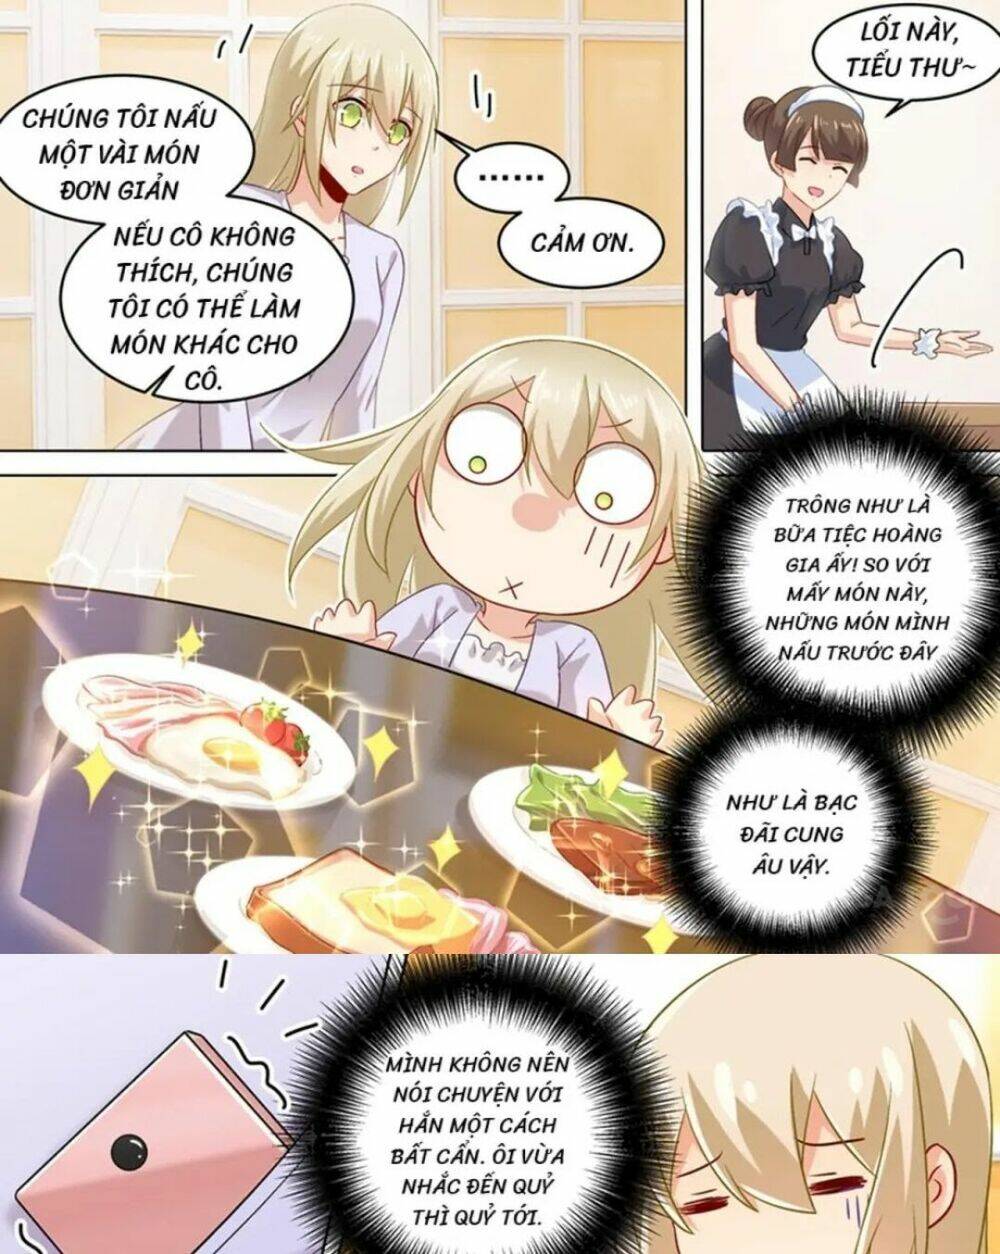 LỐI NÀY,
TIỂU THƯ~
CHÚNG TÔI NẤU
MỘT VÀI MÓN
ĐƠN GIẢN
NẾU CÔ KHÔNG
THÍCH, CHÚNG
TÔI CÓ THỂ LÀM
MÓN KHÁC CHO
CÔ.
......
CẢM ƠN.
TRÔNG NHƯ LÀ
BỮA TIỆC HOÀNG
GIA ẤY! SO VỚI
MẤY MÓN NÀY,
NHỮNG MÓN MÌNH
NẤU TRƯỚC ĐÂY
NHƯ LÀ BẠC
ĐÃI CUNG
ÂU VẬY.
MÌNH KHÔNG NÊN
NÓI CHUYỆN VỚI
HẮN MỘT CÁCH
BẤT CẨN. ÔI VỪA
NHẮC ĐẾN QUỶ
THÌ QUỶ TỚI.